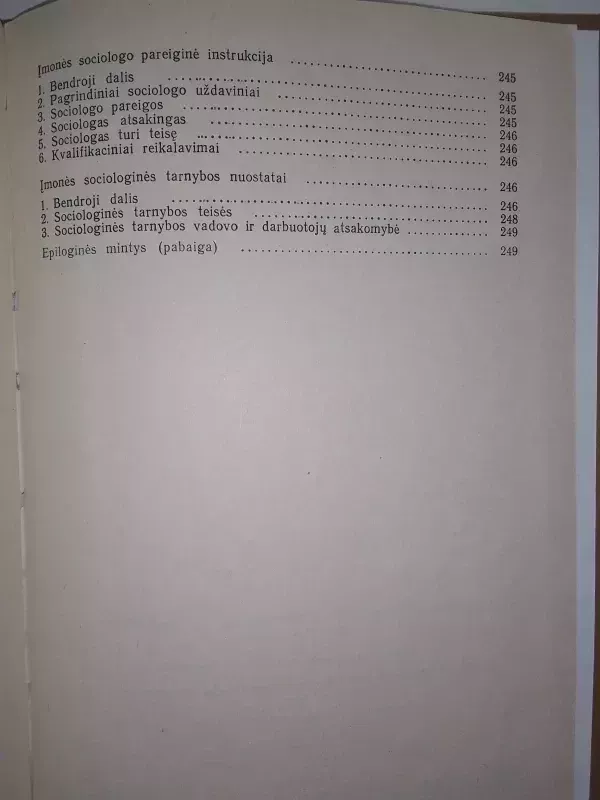 Įmonės sociologo pareiginė instrukcija .......... 245
1. Bendroji dalis .......... 245
2. Pagrindiniai sociologo uždaviniai .......... 245
3. Sociologo pareigos .......... 245
4. Sociologas atsakingas .......... 246
5. Sociologas turi teisę .......... 246
6. Kvalifikaciniai reikalavimai .......... 246
Įmonės sociologinės tarnybos nuostatai .......... 246
1. Bendroji dalis .......... 246
2. Sociologinės tarnybos teisės .......... 248
3. Sociologinės tarnybos vadovo ir darbuotojų atsakomybė .......... 249
Epiloginės mintys (pabaiga) .......... 249